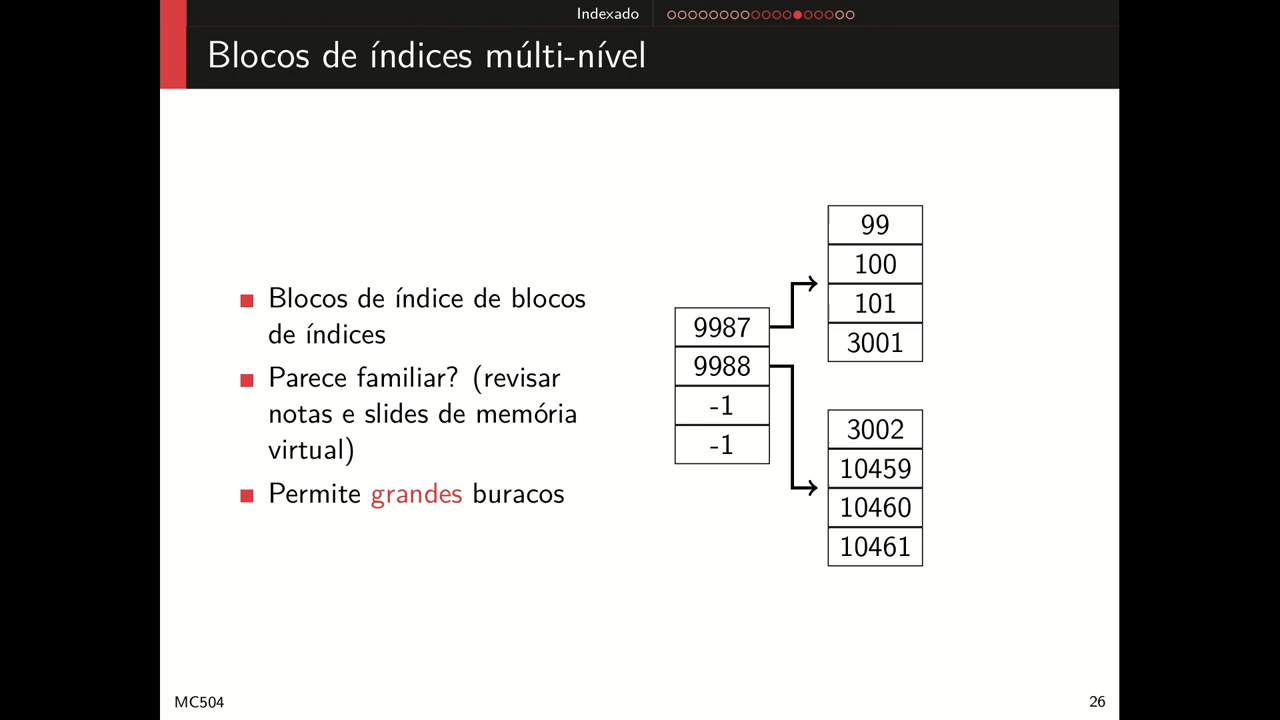 Indexado
Blocos de índices múlti-nível
Blocos de índice de blocos
de índices
Parece familiar? (revisar
notas e slides de memória
virtual)
Permite grandes buracos
9987
9988
-1
-1
99
100
101
3001
3002
10459
10460
10461
MC504
26